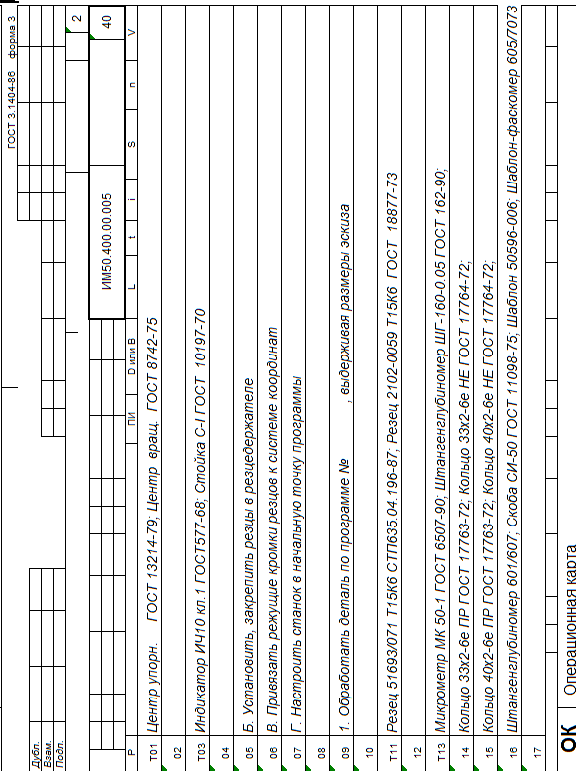 ГОСТ 3.1404-86 форма 3
Дубл.
Взам.
Подл.
2
ИМ50.400.00.005 40
Р ПИ D или B L t i S n V
Т01 Центр упорн. ГОСТ 13214-79; Центр вращ. ГОСТ 8742-75
02
Т03 Индикатор ИЧ10 кл.1 ГОСТ577-68; Стойка С-I ГОСТ 10197-70
04
05 Б. Установить, закрепить резцы в резцедержателе
06 В. Привязать режущие кромки резцов к системе координат
07 Г. Настроить станок в начальную точку программы
08
09 1. Обработать деталь по программе № , выдерживая размеры эскиза
10
Т11 Резец 51693/071 Т15К6 СТП635.04.196-87; Резец 2102-0059 Т15К6 ГОСТ 18877-73
12
Т13 Микрометр МК 50-1 ГОСТ 6507-90; Штангенглубиномер ШГ-160-0.05 ГОСТ 162-90;
14 Кольцо 33х2-6е ПР ГОСТ 17763-72; Кольцо 33х2-6е НЕ ГОСТ 17764-72;
15 Кольцо 40х2-6е ПР ГОСТ 17763-72; Кольцо 40х2-6е НЕ ГОСТ 17764-72;
16 Штангенглубиномер 601/607; Скоба СИ-50 ГОСТ 11098-75; Шаблон 50596-006; Шаблон-фаскомер 605/7073
17
ОК Операционная карта